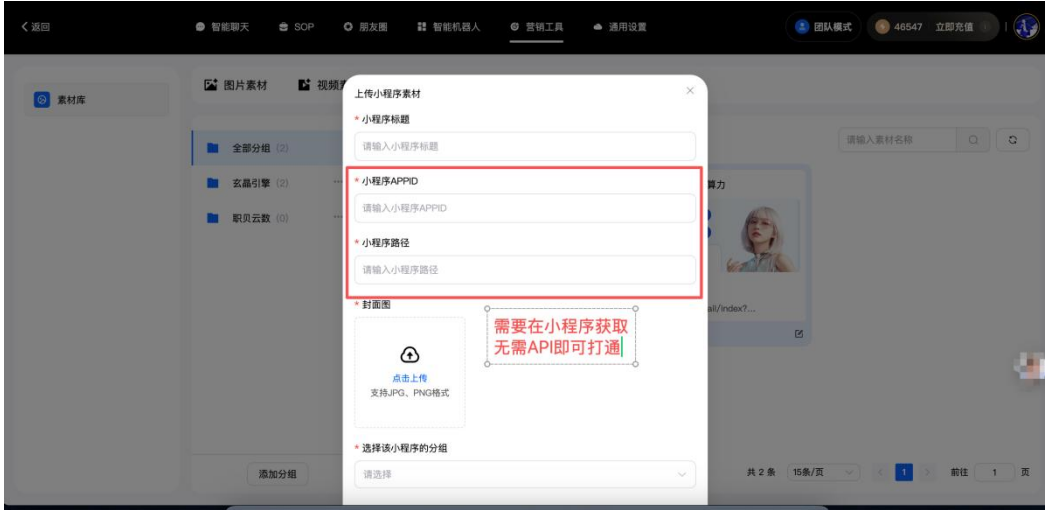 返回
智能聊天
SOP
朋友圈
智能机器人
营销工具
通用设置
团队模式
46547
立即充值
素材库
图片素材
视频
上传小程序素材
* 小程序标题
请输入小程序标题
* 小程序APPID
请输入小程序APPID
* 小程序路径
请输入小程序路径
* 封面图
点击上传
支持JPG、PNG格式
需要在小程序获取
无需API即可打通
* 选择该小程序的分组
请选择
全部分组 (2)
玄晶引擎 (2)
职贝云数 (0)
添加分组
请输入素材名称
算力
all/index?...
共 2 条
15条/页
1
前往 1 页